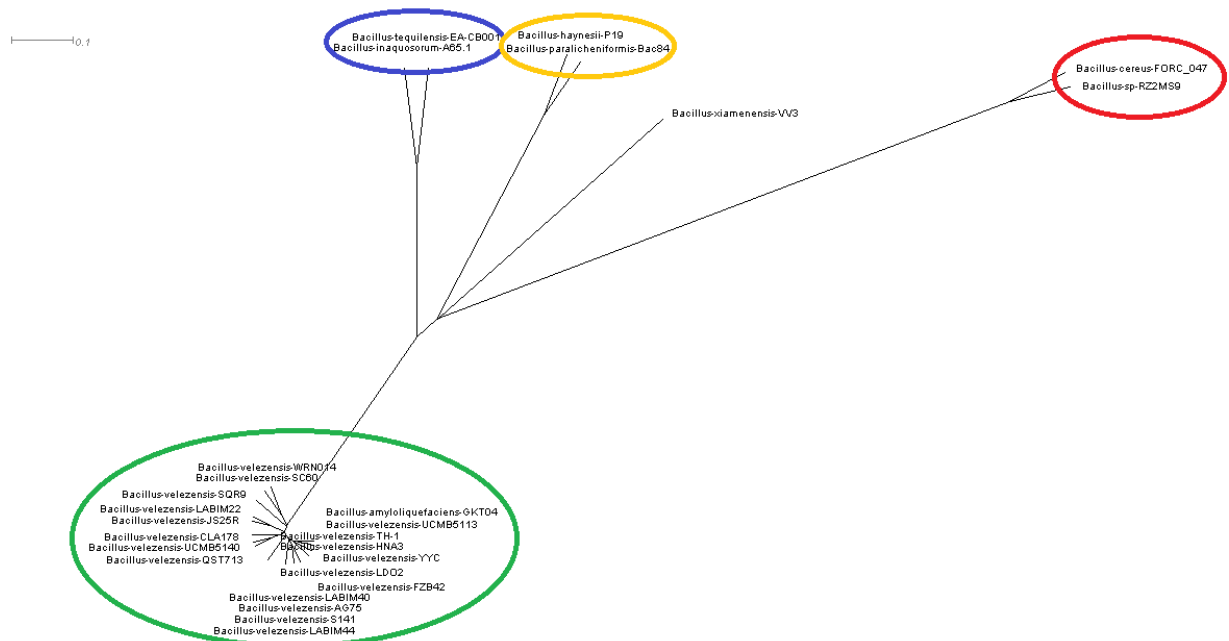 0.1
Bacillus-tequilensis-EA-CB001
Bacillus-inaquosorum-A65.1
Bacillus-haynesii-P19
Bacillus-paralicheniformis-Bac84
Bacillus-cereus-FORC_047
Bacillus-sp-RZ2MS9
Bacillus-xiamenensis-VV3
Bacillus-velezensis-WRN014
Bacillus-velezensis-SC60
Bacillus-velezensis-SQR9
Bacillus-velezensis-LABIM22
Bacillus-velezensis-JS25R
Bacillus-velezensis-CLA178
Bacillus-velezensis-UCMB5140
Bacillus-velezensis-QST713
Bacillus-amyloliquefaciens-GKT04
Bacillus-velezensis-UCMB5113
Bacillus-velezensis-TH-1
Bacillus-velezensis-HNA3
Bacillus-velezensis-YYC
Bacillus-velezensis-LDO2
Bacillus-velezensis-FZB42
Bacillus-velezensis-LABIM40
Bacillus-velezensis-AG75
Bacillus-velezensis-S141
Bacillus-velezensis-LABIM44